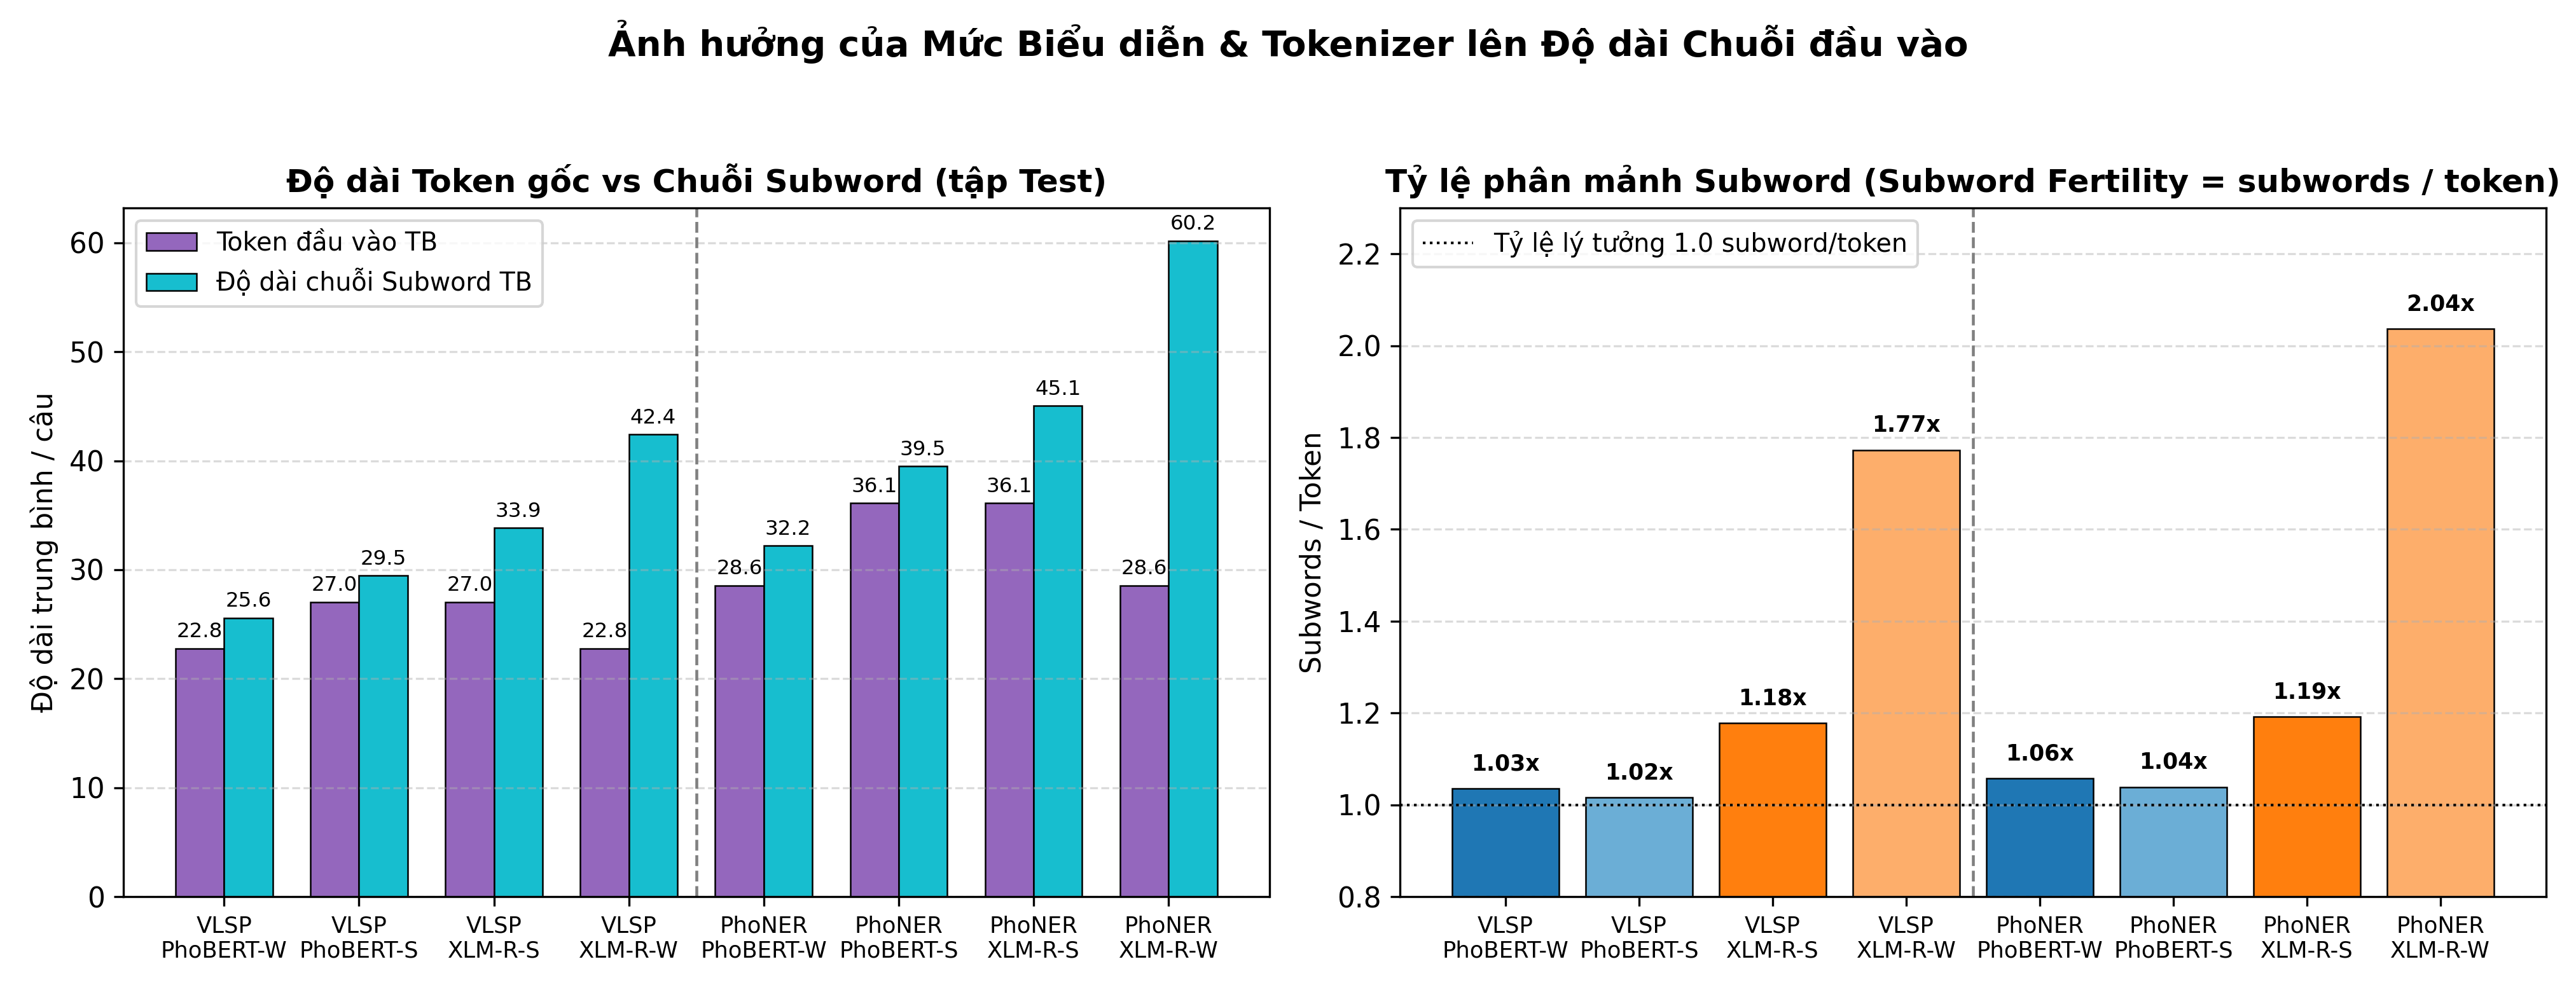 Ảnh hưởng của Mức Biểu diễn & Tokenizer lên Độ dài Chuỗi đầu vào
Độ dài Token gốc vs Chuỗi Subword (tập Test)
Token đầu vào TB
Độ dài chuỗi Subword TB
Độ dài trung bình / câu
60
50
40
30
20
10
0
22.8
25.6
27.0
29.5
27.0
33.9
22.8
42.4
28.6
32.2
36.1
39.5
36.1
45.1
28.6
60.2
VLSP
PhoBERT-W
VLSP
PhoBERT-S
VLSP
XLM-R-S
VLSP
XLM-R-W
PhoNER
PhoBERT-W
PhoNER
PhoBERT-S
PhoNER
XLM-R-S
PhoNER
XLM-R-W
Tỷ lệ phân mảnh Subword (Subword Fertility = subwords / token)
Tỷ lệ lý tưởng 1.0 subword/token
Subwords / Token
2.2
2.0
1.8
1.6
1.4
1.2
1.0
0.8
1.03x
1.02x
1.18x
1.77x
1.06x
1.04x
1.19x
2.04x
VLSP
PhoBERT-W
VLSP
PhoBERT-S
VLSP
XLM-R-S
VLSP
XLM-R-W
PhoNER
PhoBERT-W
PhoNER
PhoBERT-S
PhoNER
XLM-R-S
PhoNER
XLM-R-W